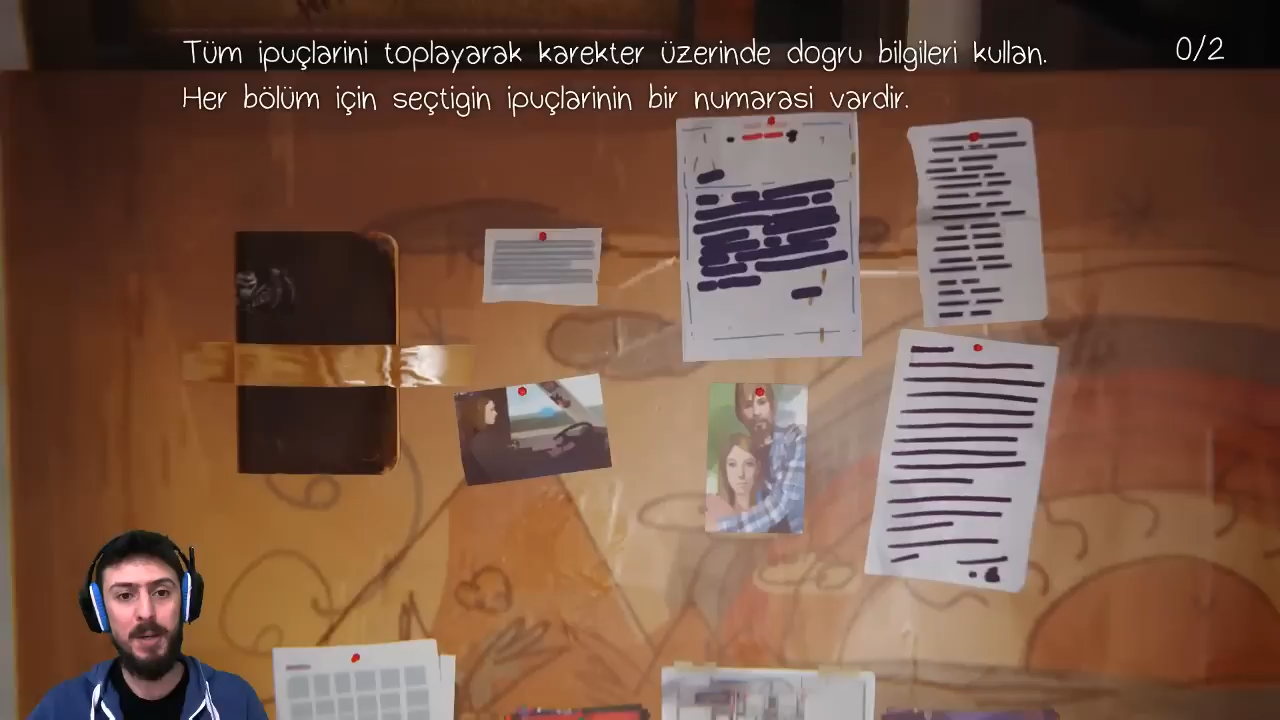 Tüm ipuçlarini toplayarak karekter üzerinde dogru bilgileri kullan.
0/2
Her bölüm için seçtigin ipuçlarinin bir numarasi vardir.